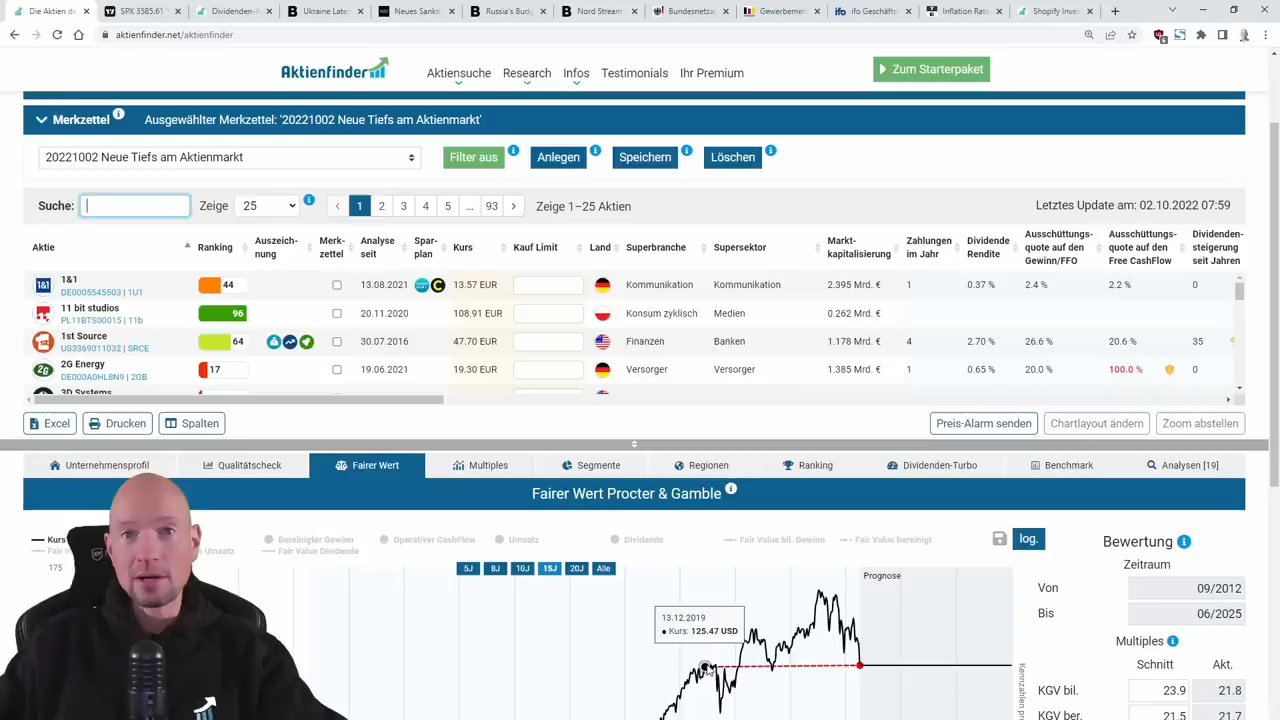 Die Aktien de
SPX 3585.61
Dividenden-A
Ukraine Lates
Neues Sankt
Russia's Budg
Nord Stream
Bundesnetza
Gewerbemel
ifo Geschäfts
Inflation Rate
Shopify Inves
aktienfinder.net/aktienfinder
Aktienfinder
Aktiensuche Research Infos Testimonials Ihr Premium
Zum Starterpaket
Merkzettel Ausgewählter Merkzettel: '20221002 Neue Tiefs am Aktienmarkt'
20221002 Neue Tiefs am Aktienmarkt Filter aus Anlegen Speichern Löschen
Suche: Zeige 25 ‹ 1 2 3 4 5 ... 93 › Zeige 1–25 Aktien Letztes Update am: 02.10.2022 07:59
Aktie Ranking Auszeich-nung Merk-zettel Analyse seit Spar-plan Kurs Kauf Limit Land Superbranche Supersektor Markt-kapitalisierung Zahlungen im Jahr Dividende Rendite Ausschüttungs-quote auf den Gewinn/FFO Ausschüttungs-quote auf den Free CashFlow Dividenden-steigerung seit Jahren
1&1 44 13.08.2021 13.57 EUR Kommunikation Kommunikation 2.395 Mrd. € 1 0.37 % 2.4 % 2.2 % 0
DE0005545503 | 1U1
11 bit studios 96 20.11.2020 108.91 EUR Konsum zyklisch Medien 0.262 Mrd. €
PL11BTS00015 | 11b
1st Source 64 30.07.2016 47.70 EUR Finanzen Banken 1.178 Mrd. € 4 2.70 % 26.6 % 20.6 % 35
US3369011032 | SRCE
2G Energy 17 19.06.2021 19.30 EUR Versorger Versorger 1.385 Mrd. € 1 0.65 % 20.0 % 100.0 % 0
DE000A0HL8N9 | 2GB
3D Systems
Excel Drucken Spalten Preis-Alarm senden Chartlayout ändern Zoom abstellen
Unternehmensprofil Qualitätscheck Fairer Wert Multiples Segmente Regionen Ranking Dividenden-Turbo Benchmark Analysen [19]
Fairer Wert Procter & Gamble
Kurs Bereinigter Gewinn Operativer CashFlow Umsatz Dividende Fair Value bil. Gewinn Fair Value bereinigt
Fair V Umsatz Fair Value Dividende
log.
175
5J 8J 10J 15J 20J Alle
Prognose
13.12.2019
Kurs: 125.47 USD
Bewertung
Zeitraum
Von 09/2012
Bis 06/2025
Multiples
Schnitt Akt.
KGV bil. 23.9 21.8
KGV ber. 21.5 21.7